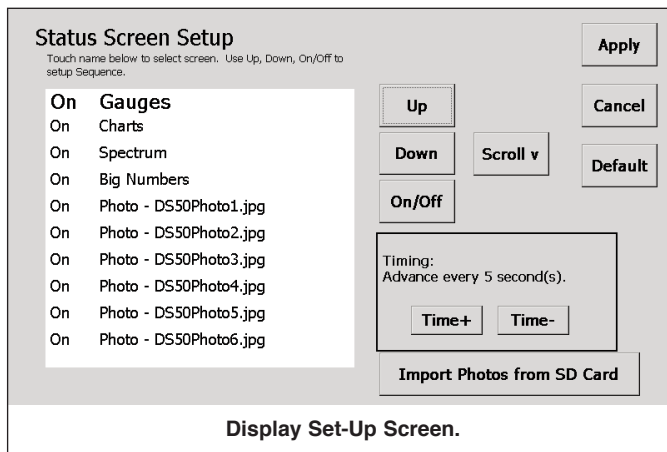 Status Screen Setup
Touch name below to select screen. Use Up, Down, On/Off to
setup Sequence.
On Gauges
On Charts
On Spectrum
On Big Numbers
On Photo - DS50Photo1.jpg
On Photo - DS50Photo2.jpg
On Photo - DS50Photo3.jpg
On Photo - DS50Photo4.jpg
On Photo - DS50Photo5.jpg
On Photo - DS50Photo6.jpg
Up
Down
On/Off
Scroll v
Apply
Cancel
Default
Timing:
Advance every 5 second(s).
Time+ Time-
Import Photos from SD Card
Display Set-Up Screen.